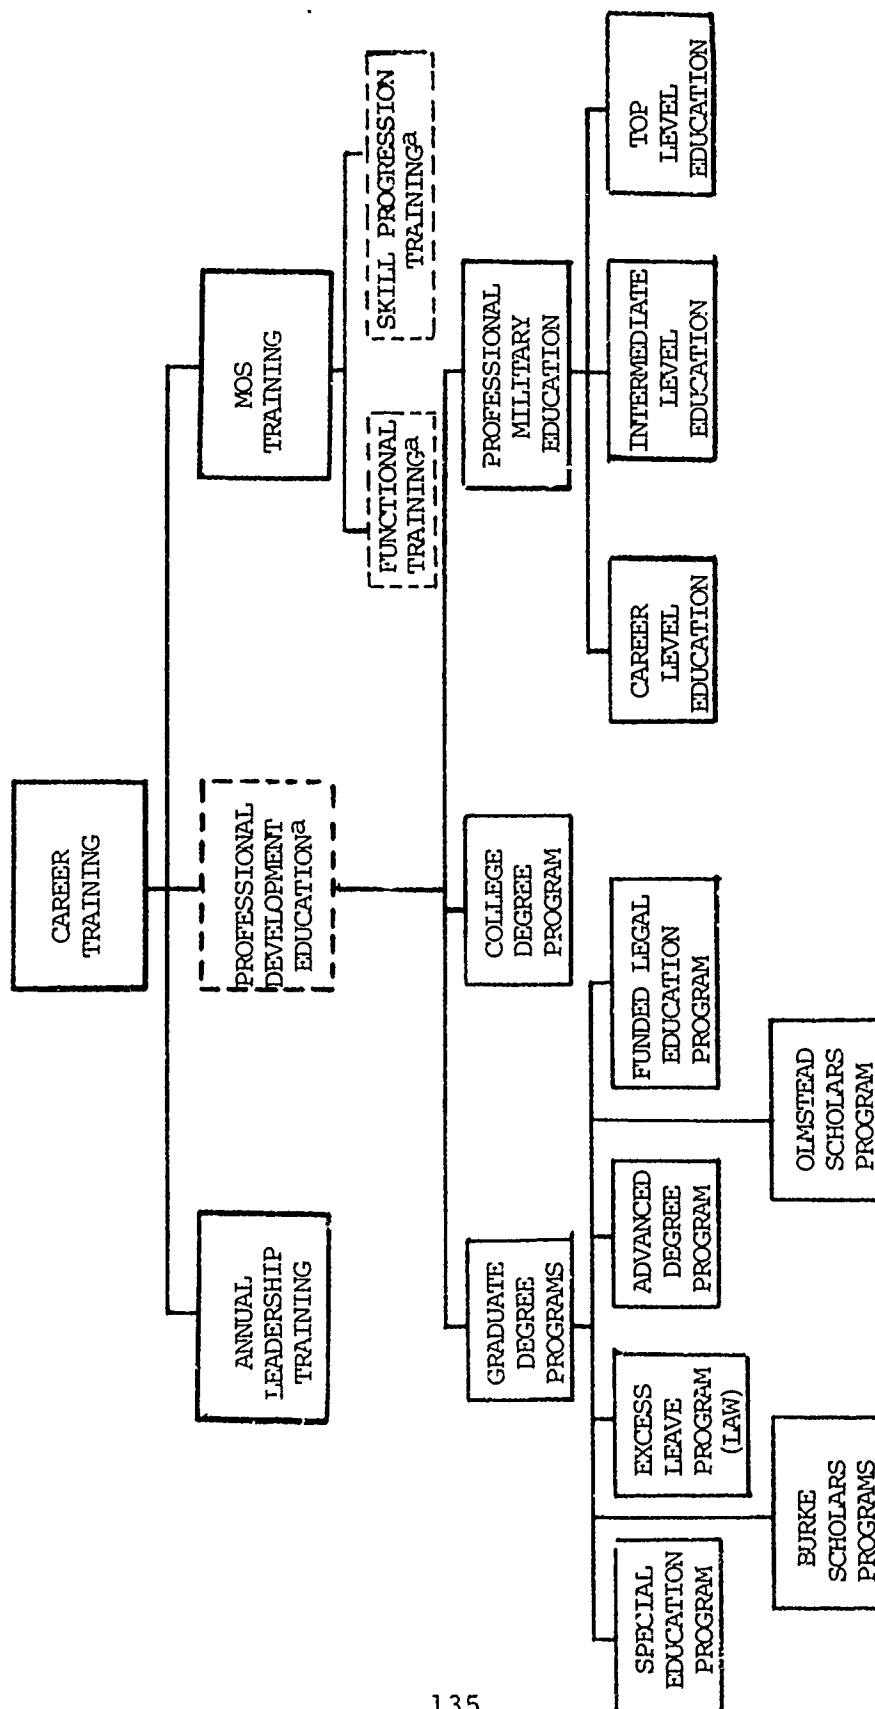 CAREER
TRAINING
ANNUAL
LEADERSHIP
TRAINING
PROFESSIONAL
DEVELOPMENT
EDUCATIONa
MOS
TRAINING
FUNCTIONAL
TRAININGa
SKILL PROGRESSION
TRAININGa
GRADUATE
DEGREE
PROGRAMS
COLLEGE
DEGREE
PROGRAM
PROFESSIONAL
MILITARY
EDUCATION
SPECIAL
EDUCATION
PROGRAM
EXCESS
LEAVE
PROGRAM
(LAW)
ADVANCED
DEGREE
PROGRAM
FUNDED LEGAL
EDUCATION
PROGRAM
CAREER
LEVEL
EDUCATION
INTERMEDIATE
LEVEL
EDUCATION
TOP
LEVEL
EDUCATION
BURKE
SCHOLARS
PROGRAMS
OLMSTEAD
SCHOLARS
PROGRAM
135